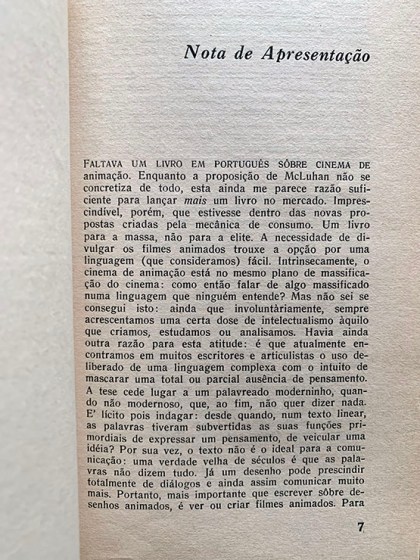 Nota de Apresentação
FALTAVA UM LIVRO EM PORTUGUÊS SÔBRE CINEMA DE
animação. Enquanto a proposição de McLuhan não se
concretiza de todo, esta ainda me parece razão sufi-
ciente para lançar mais um livro no mercado. Impres-
cindível, porém, que estivesse dentro das novas pro-
postas criadas pela mecânica de consumo. Um livro
para a massa, não para a elite. A necessidade de di-
vulgar os filmes animados trouxe a opção por uma
linguagem (que consideramos) fácil. Intrinsecamente, o
cinema de animação está no mesmo plano de massifica-
ção do cinema: como então falar de algo massificado
numa linguagem que ninguém entende? Mas não sei se
consegui isto: ainda que involuntàriamente, sempre
acrescentamos uma certa dose de intelectualismo àquilo
que criamos, estudamos ou analisamos. Havia ainda
outra razão para esta atitude: é que atualmente en-
contramos em muitos escritores e articulistas o uso de-
liberado de uma linguagem complexa com o intuito de
mascarar uma total ou parcial ausência de pensamento.
A tese cede lugar a um palavreado moderninho, quan-
do não modernoso, que, ao fim, não quer dizer nada.
E' lícito pois indagar: desde quando, num texto linear,
as palavras tiveram subvertidas as suas funções pri-
mordiais de expressar um pensamento, de veicular uma
idéia? Por sua vez, o texto não é o ideal para a comu-
nicação: uma verdade velha de séculos é que as pala-
vras não dizem tudo. Já um desenho pode prescindir
totalmente de diálogos e ainda assim comunicar muito
mais. Portanto, mais importante que escrever sôbre de-
senhos animados, é ver ou criar filmes animados. Para
7